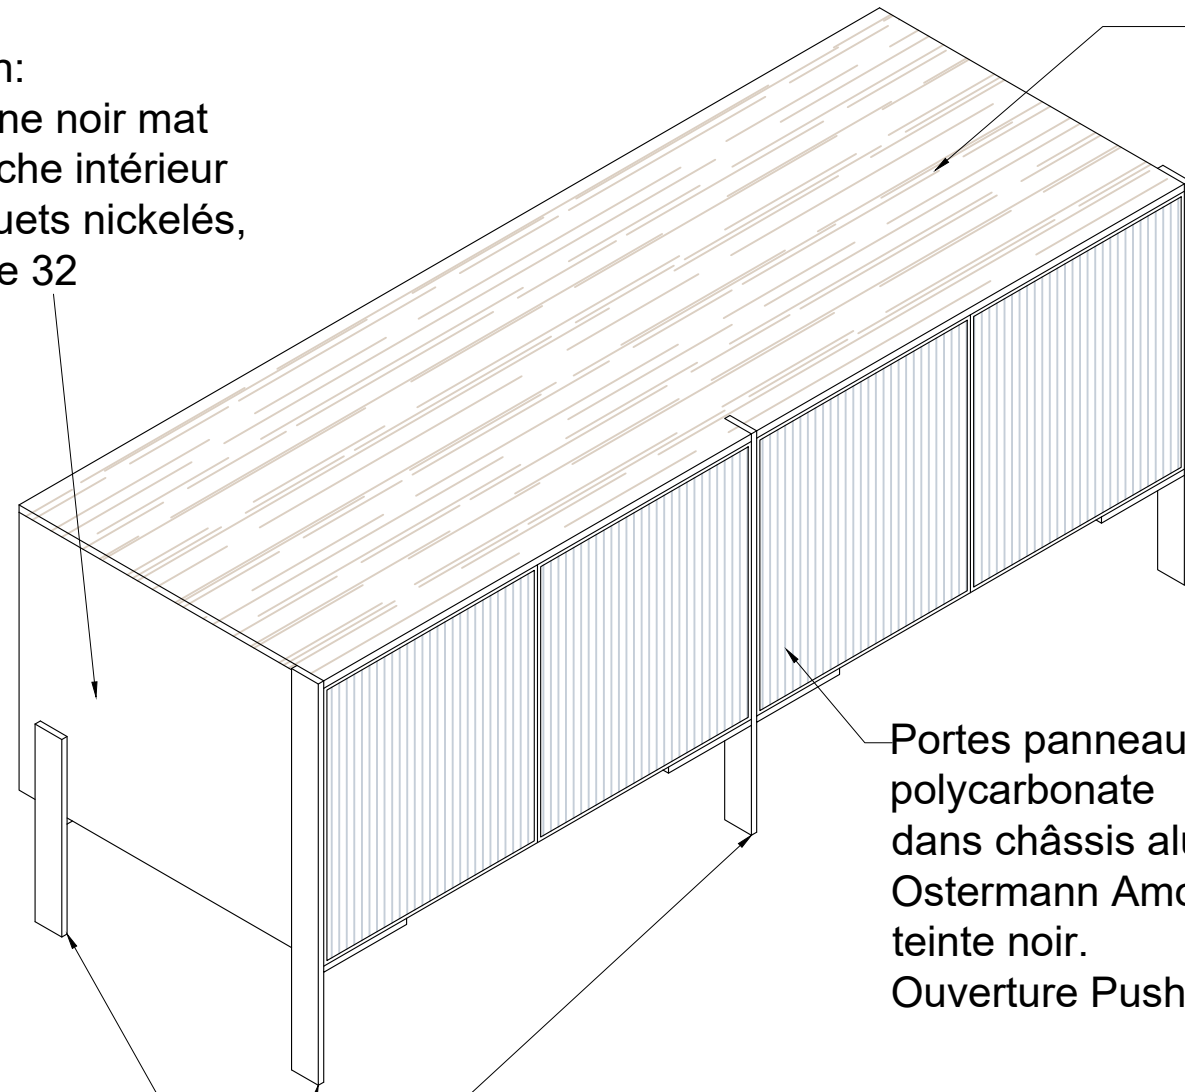 n:
ne noir mat
che intérieur
uets nickelés,
e 32
Portes panneau
polycarbonate
dans châssis alu
Ostermann Amo
teinte noir.
Ouverture Push